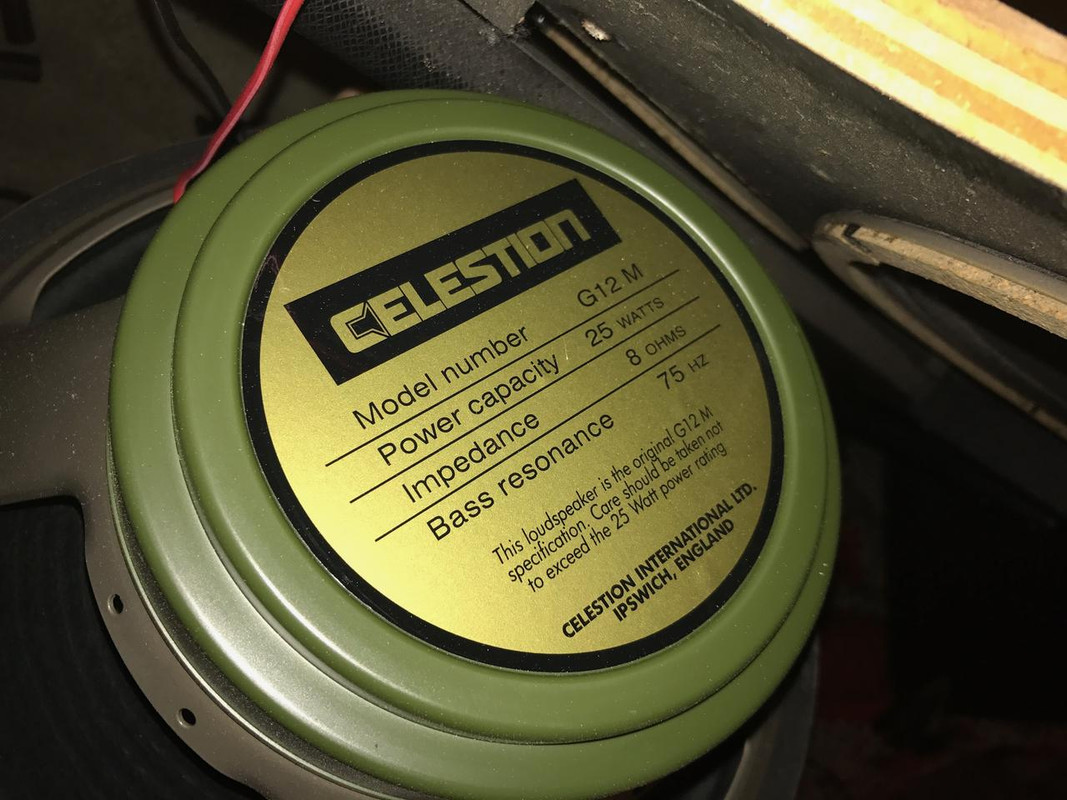 CELESTION
Model number G12 M
Power capacity 25 WATTS
Impedance 8 OHMS
Bass resonance 75 HZ
This loudspeaker is the original G12 M
specification. Care should be taken not
to exceed the 25 Watt power rating
CELESTION INTERNATIONAL LTD.
IPSWICH, ENGLAND